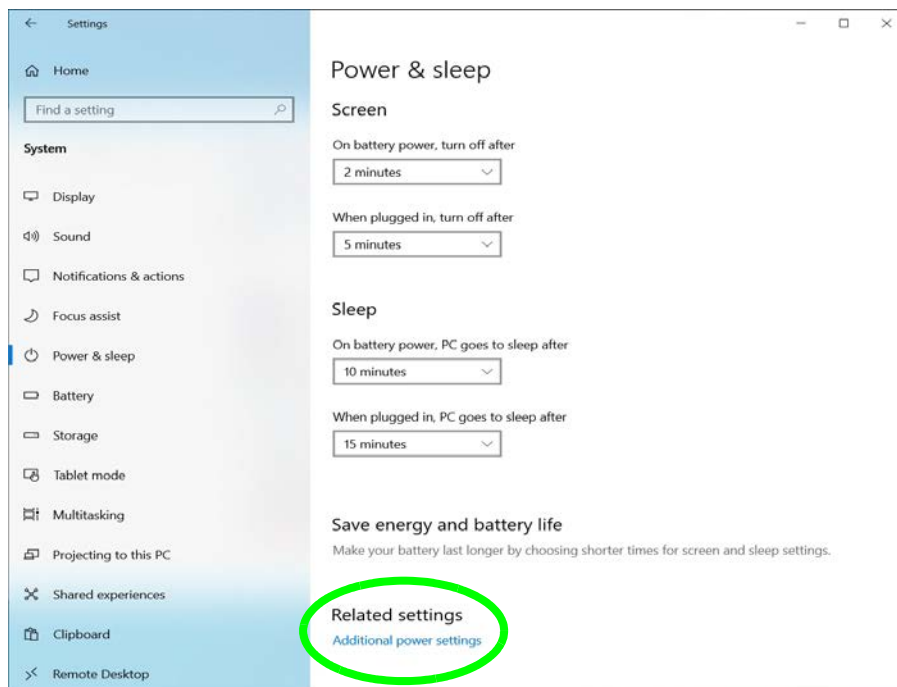 Settings
Home
Find a setting
System
Display
Sound
Notifications & actions
Focus assist
Power & sleep
Battery
Storage
Tablet mode
Multitasking
Projecting to this PC
Shared experiences
Clipboard
Remote Desktop
Power & sleep
Screen
On battery power, turn off after
2 minutes
When plugged in, turn off after
5 minutes
Sleep
On battery power, PC goes to sleep after
10 minutes
When plugged in, PC goes to sleep after
15 minutes
Save energy and battery life
Make your battery last longer by choosing shorter times for screen and sleep settings.
Related settings
Additional power settings